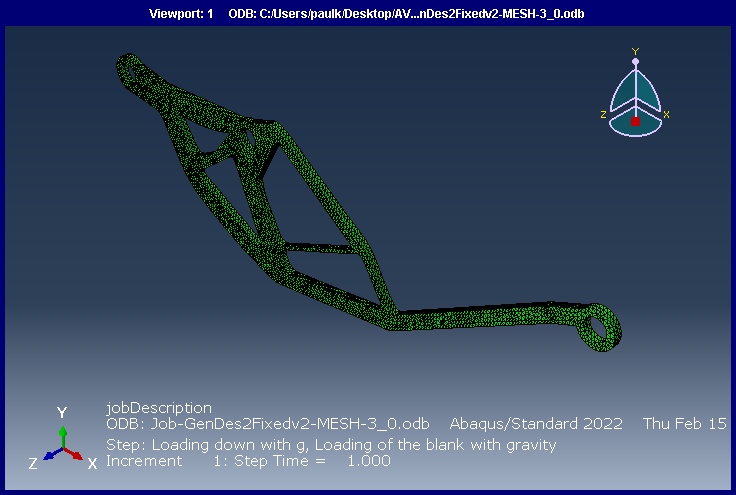 Viewport: 1 ODB: C:/Users/paulk/Desktop/AV...nDes2Fixedv2-MESH-3_0.odb
Y
Z X
jobDescription
ODB: Job-GenDes2Fixedv2-MESH-3_0.odb Abaqus/Standard 2022 Thu Feb 15
Step: Loading down with g, Loading of the blank with gravity
Increment 1: Step Time = 1.000
Y
Z X